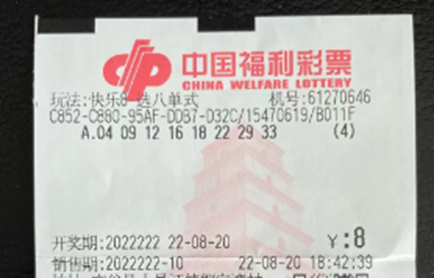 中国福利彩票
CHINA WELFARE LOTTERY
玩法:快乐8 选八单式 机号:61270646
C852-C880-95AF-DDB7-D32C/15470619/B011F
A.04 09 12 16 18 22 29 33 (4)
开奖期:2022222 22-08-20 ¥:8
销售期:2022222-10 22-08-20 18:42:39